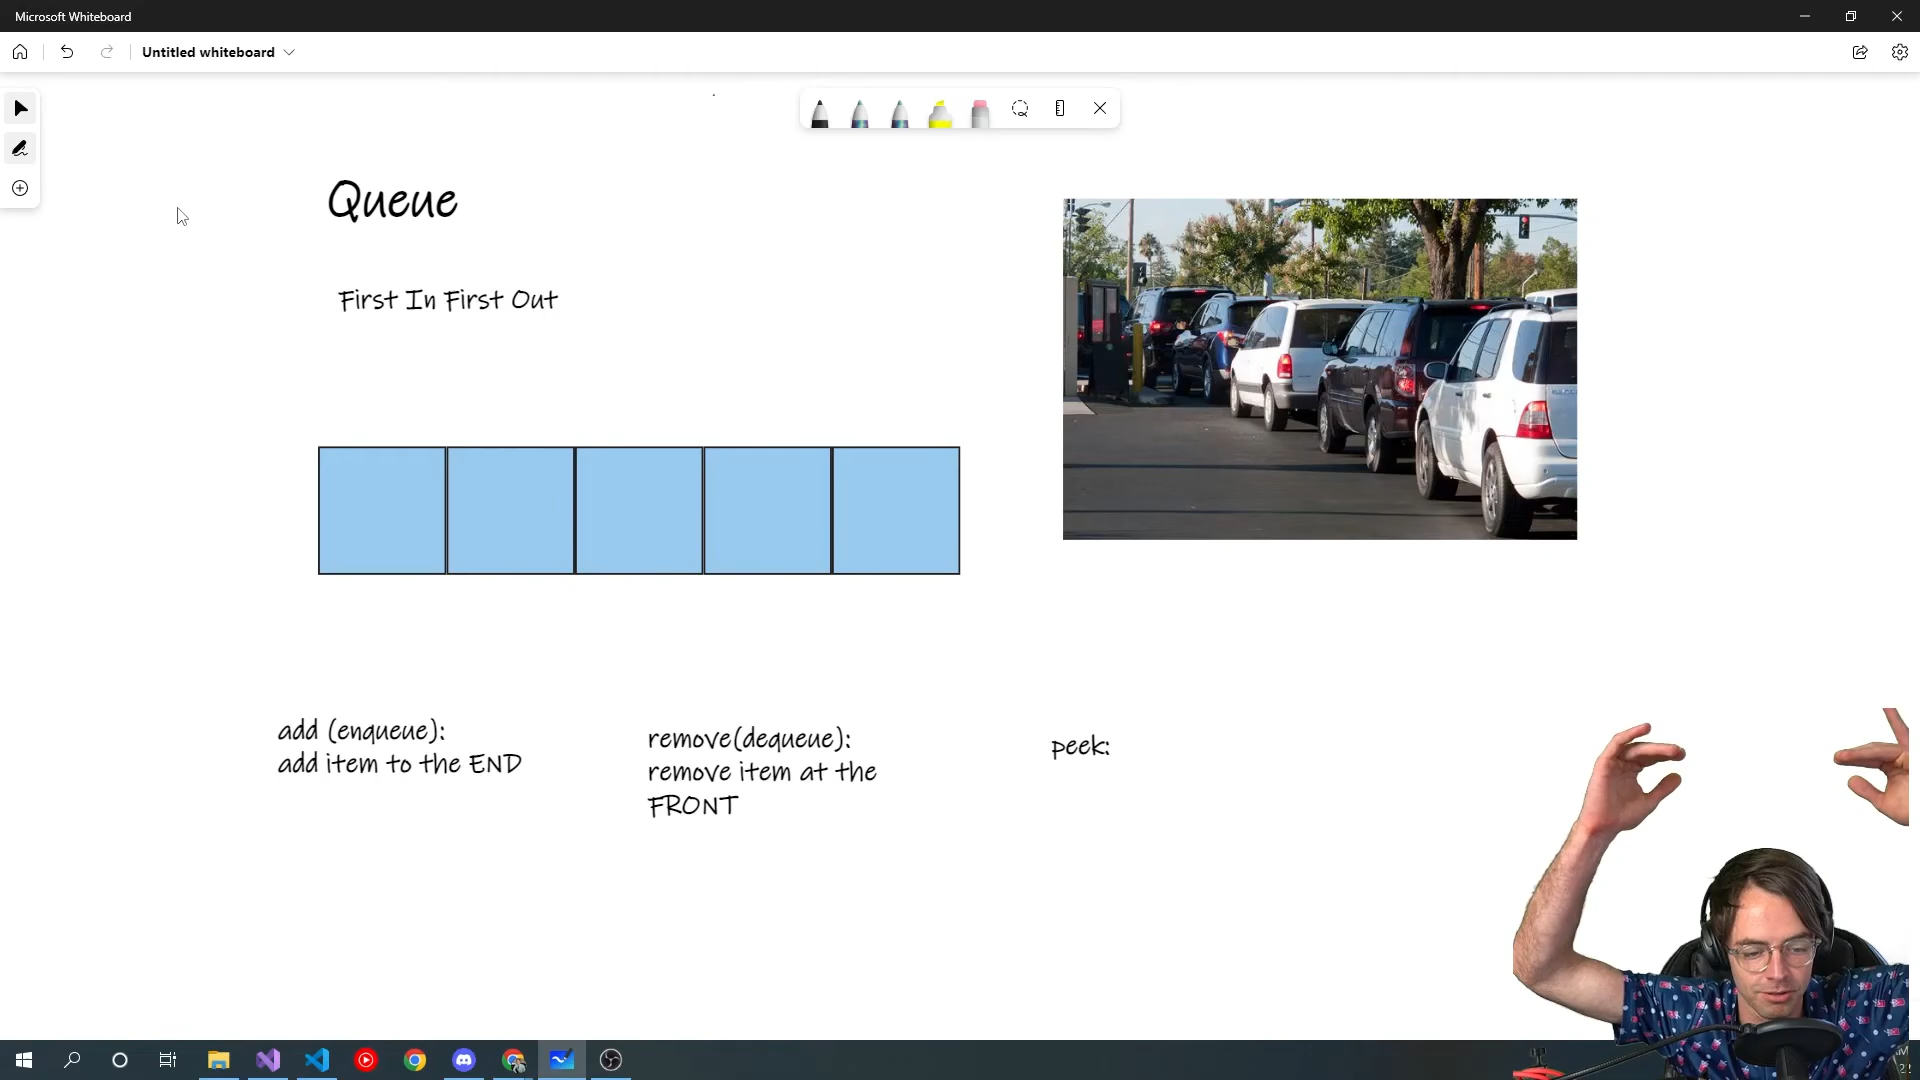 Microsoft Whiteboard
Untitled whiteboard
Queue
First In First Out
add (enqueue):
add item to the END
remove(dequeue):
remove item at the
FRONT
peek: